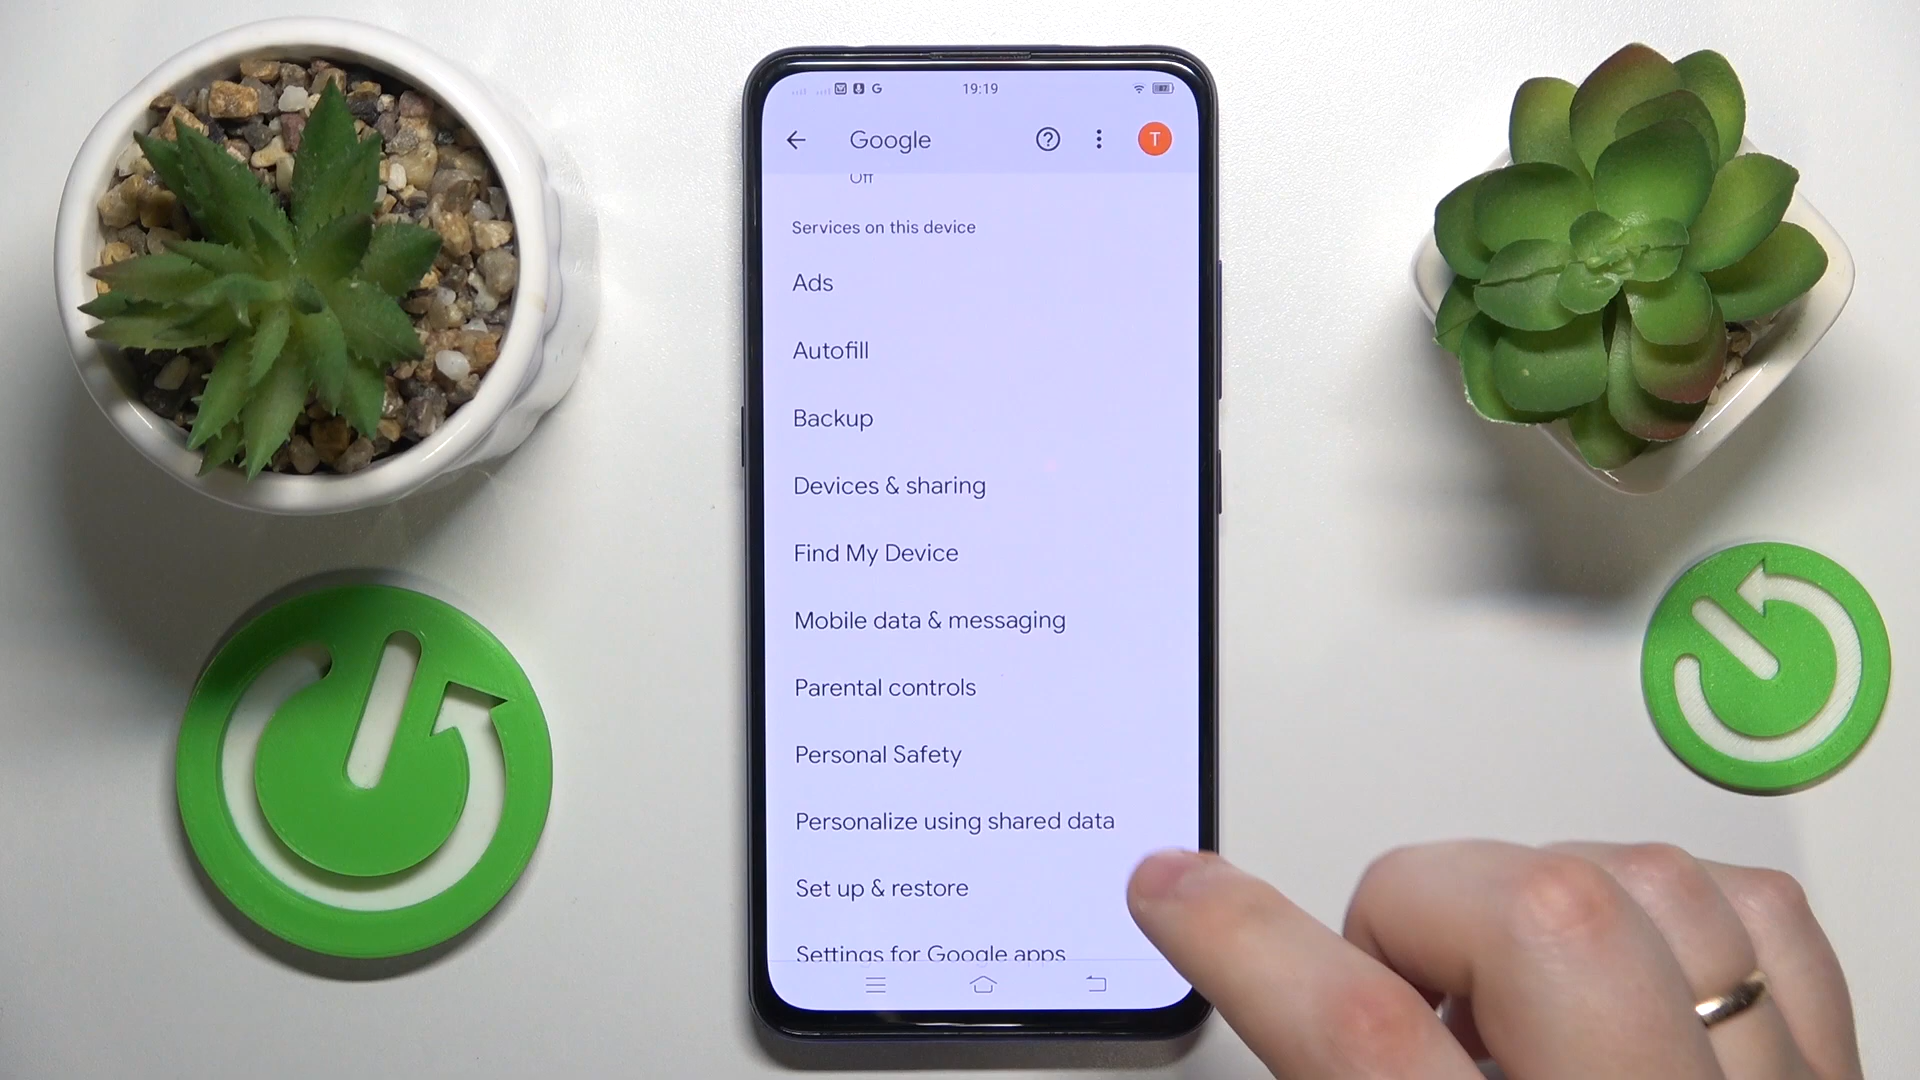 G 19:19
Google T
Off
Services on this device
Ads
Autofill
Backup
Devices & sharing
Find My Device
Mobile data & messaging
Parental controls
Personal Safety
Personalize using shared data
Set up & restore
Settings for Google apps